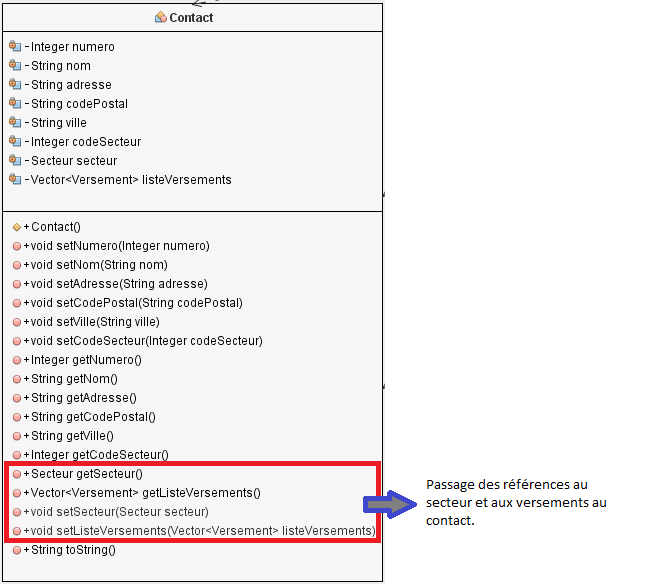 Contact
- Integer numero
- String nom
- String adresse
- String codePostal
- String ville
- Integer codeSecteur
- Secteur secteur
- Vector<Versement> listeVersements
+ Contact()
+ void setNumero(Integer numero)
+ void setNom(String nom)
+ void setAdresse(String adresse)
+ void setCodePostal(String codePostal)
+ void setVille(String ville)
+ void setCodeSecteur(Integer codeSecteur)
+ Integer getNumero()
+ String getNom()
+ String getAdresse()
+ String getCodePostal()
+ String getVille()
+ Integer getCodeSecteur()
+ Secteur getSecteur()
+ Vector<Versement> getListeVersements()
+ void setSecteur(Secteur secteur)
+ void setListeVersements(Vector<Versement> listeVersements)
+ String toString()
Passage des références au
secteur et aux versements au
contact.